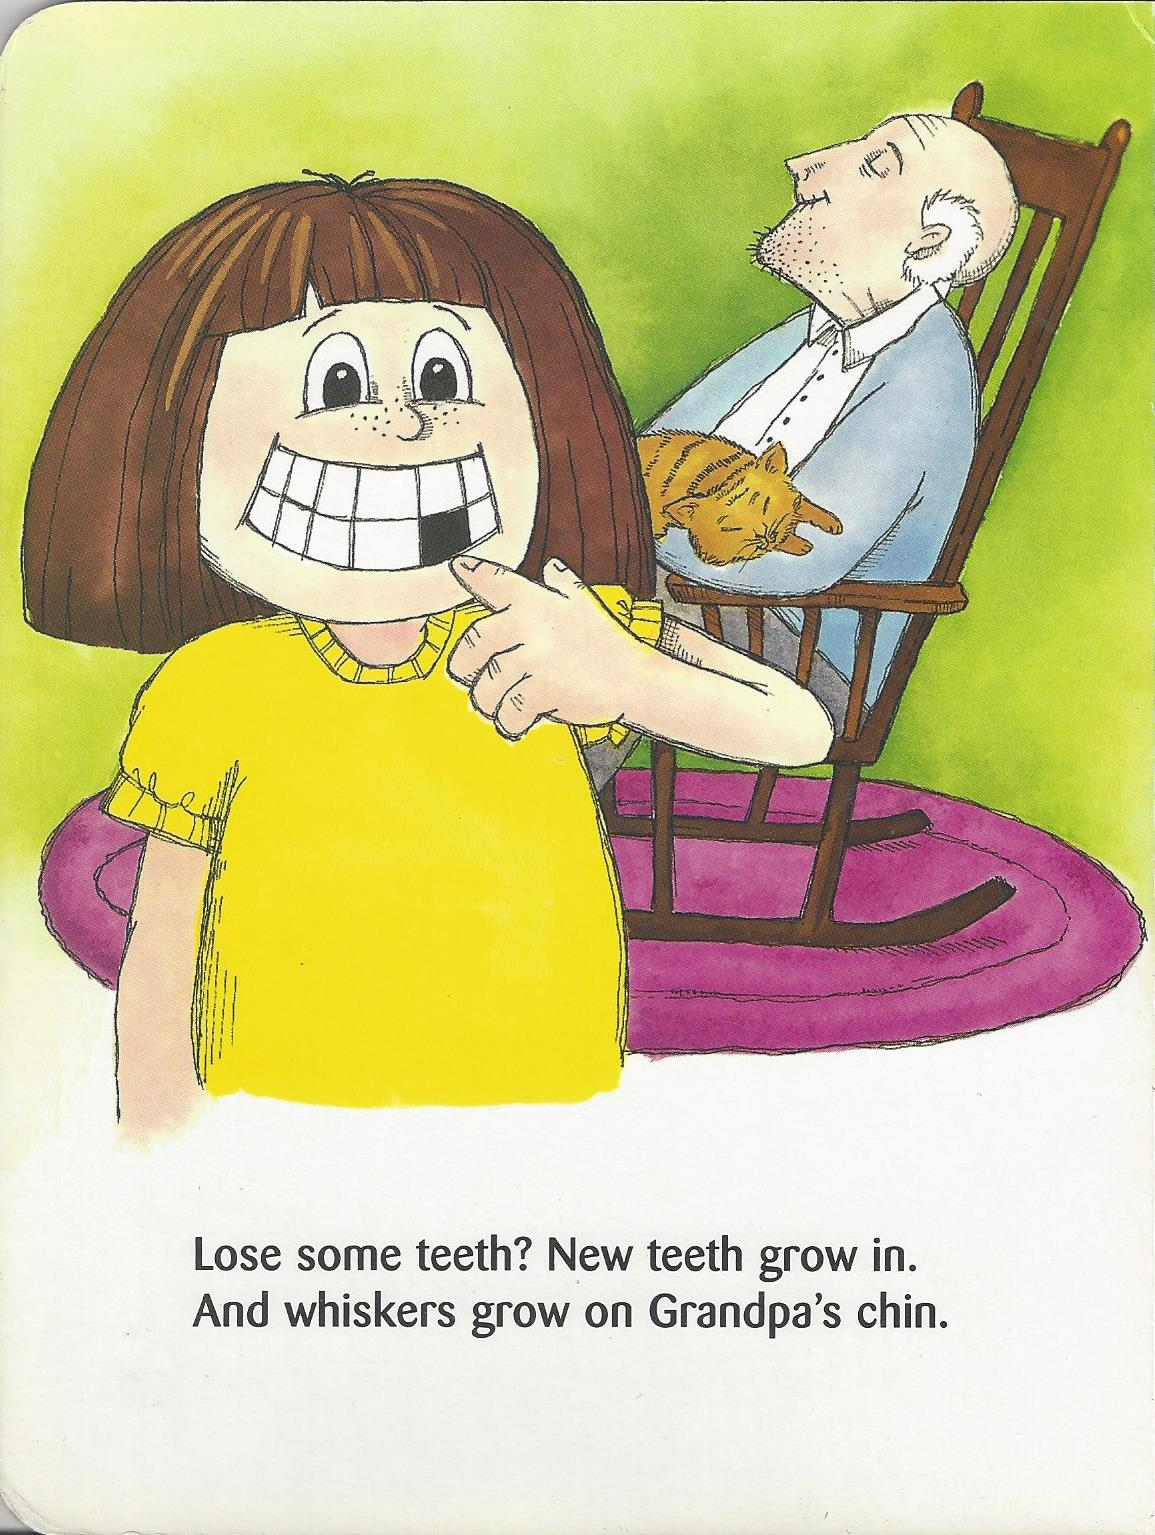 Lose some teeth? New teeth grow in.
And whiskers grow on Grandpa's chin.